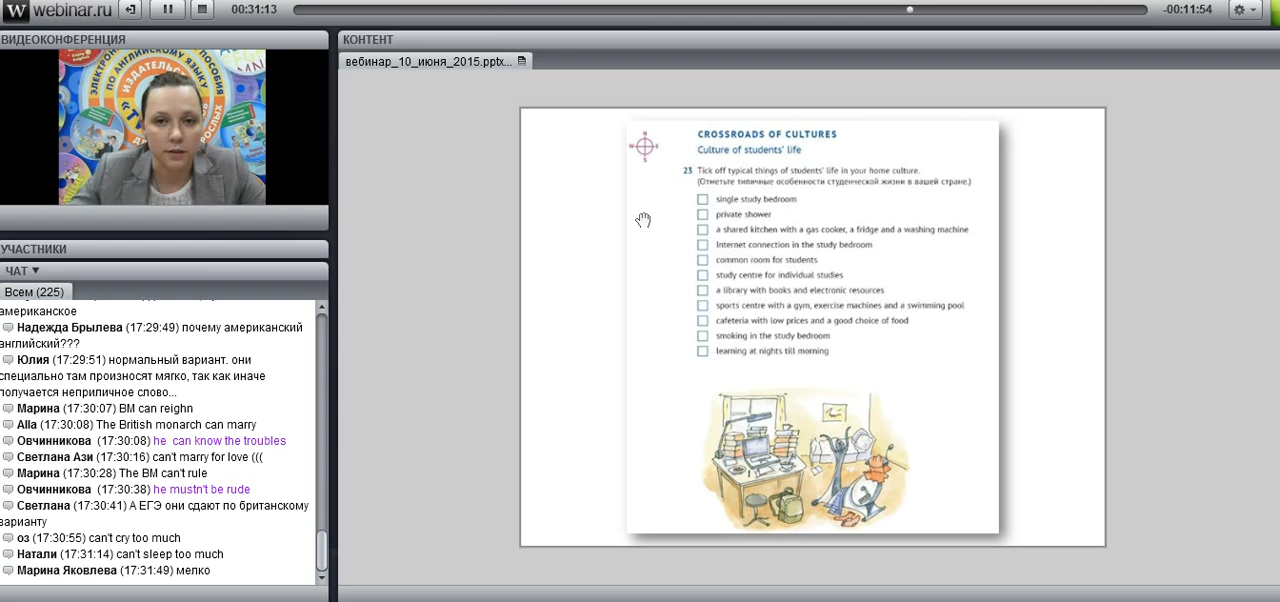 W webinar.ru
00:31:13
-00:11:54
ВИДЕОКОНФЕРЕНЦИЯ
ЭЛЕКТРОН
ПО АНГЛИЙСКОМУ ЯЗЫКУ
ПОСОБИЯ
ИЗДАТЕЛЬС
УЧАСТНИКИ
ЧАТ ▼
Всем (225)
американское
Надежда Брылева (17:29:49) почему американский
английский???
Юлия (17:29:51) нормальный вариант. они
специально там произносят мягко, так как иначе
получается неприличное слово...
Марина (17:30:07) BM can reighn
Alla (17:30:08) The British monarch can marry
Овчинникова (17:30:08) he can know the troubles
Светлана Ази (17:30:16) can't marry for love (((
Марина (17:30:28) The BM can't rule
Овчинникова (17:30:38) he mustn't be rude
Светлана (17:30:41) А ЕГЭ они сдают по британскому
варианту
оз (17:30:55) can't cry too much
Натали (17:31:14) can't sleep too much
Марина Яковлева (17:31:49) мелко
КОНТЕНТ
вебинар_10_июня_2015.pptx...
N
W E
S
CROSSROADS OF CULTURES
Culture of students' life
23 Tick off typical things of students' life in your home culture.
(Отметьте типичные особенности студенческой жизни в вашей стране.)
single study bedroom
private shower
a shared kitchen with a gas cooker, a fridge and a washing machine
Internet connection in the study bedroom
common room for students
study centre for individual studies
a library with books and electronic resources
sports centre with a gym, exercise machines and a swimming pool
cafeteria with low prices and a good choice of food
smoking in the study bedroom
learning at nights till morning